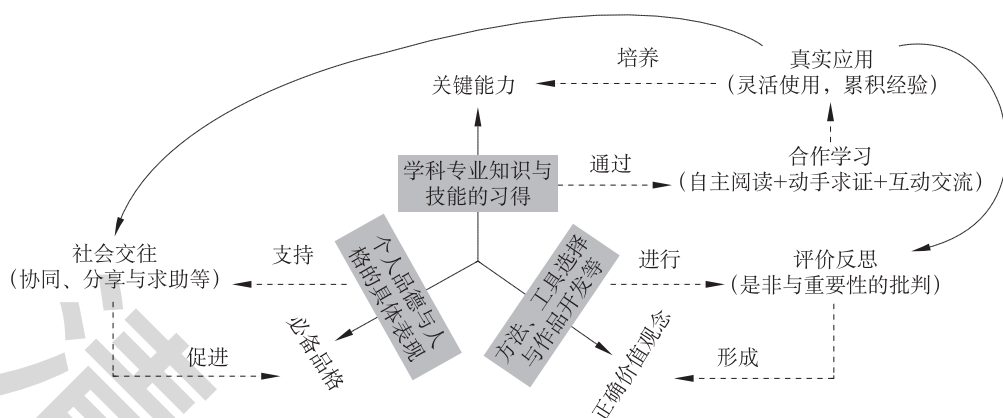 培养
真实应用
（灵活使用，累积经验）
关键能力
学科专业知识与
技能的习得
通过
合作学习
（自主阅读+动手求证+互动交流）
社会交往
（协同、分享与求助等）
支持
个人品德与人
格的具体表现
方法、工具选择
与作品开发等
进行
评价反思
（是非与重要性的批判）
必备品格
正确价值观念
促进
形成
清